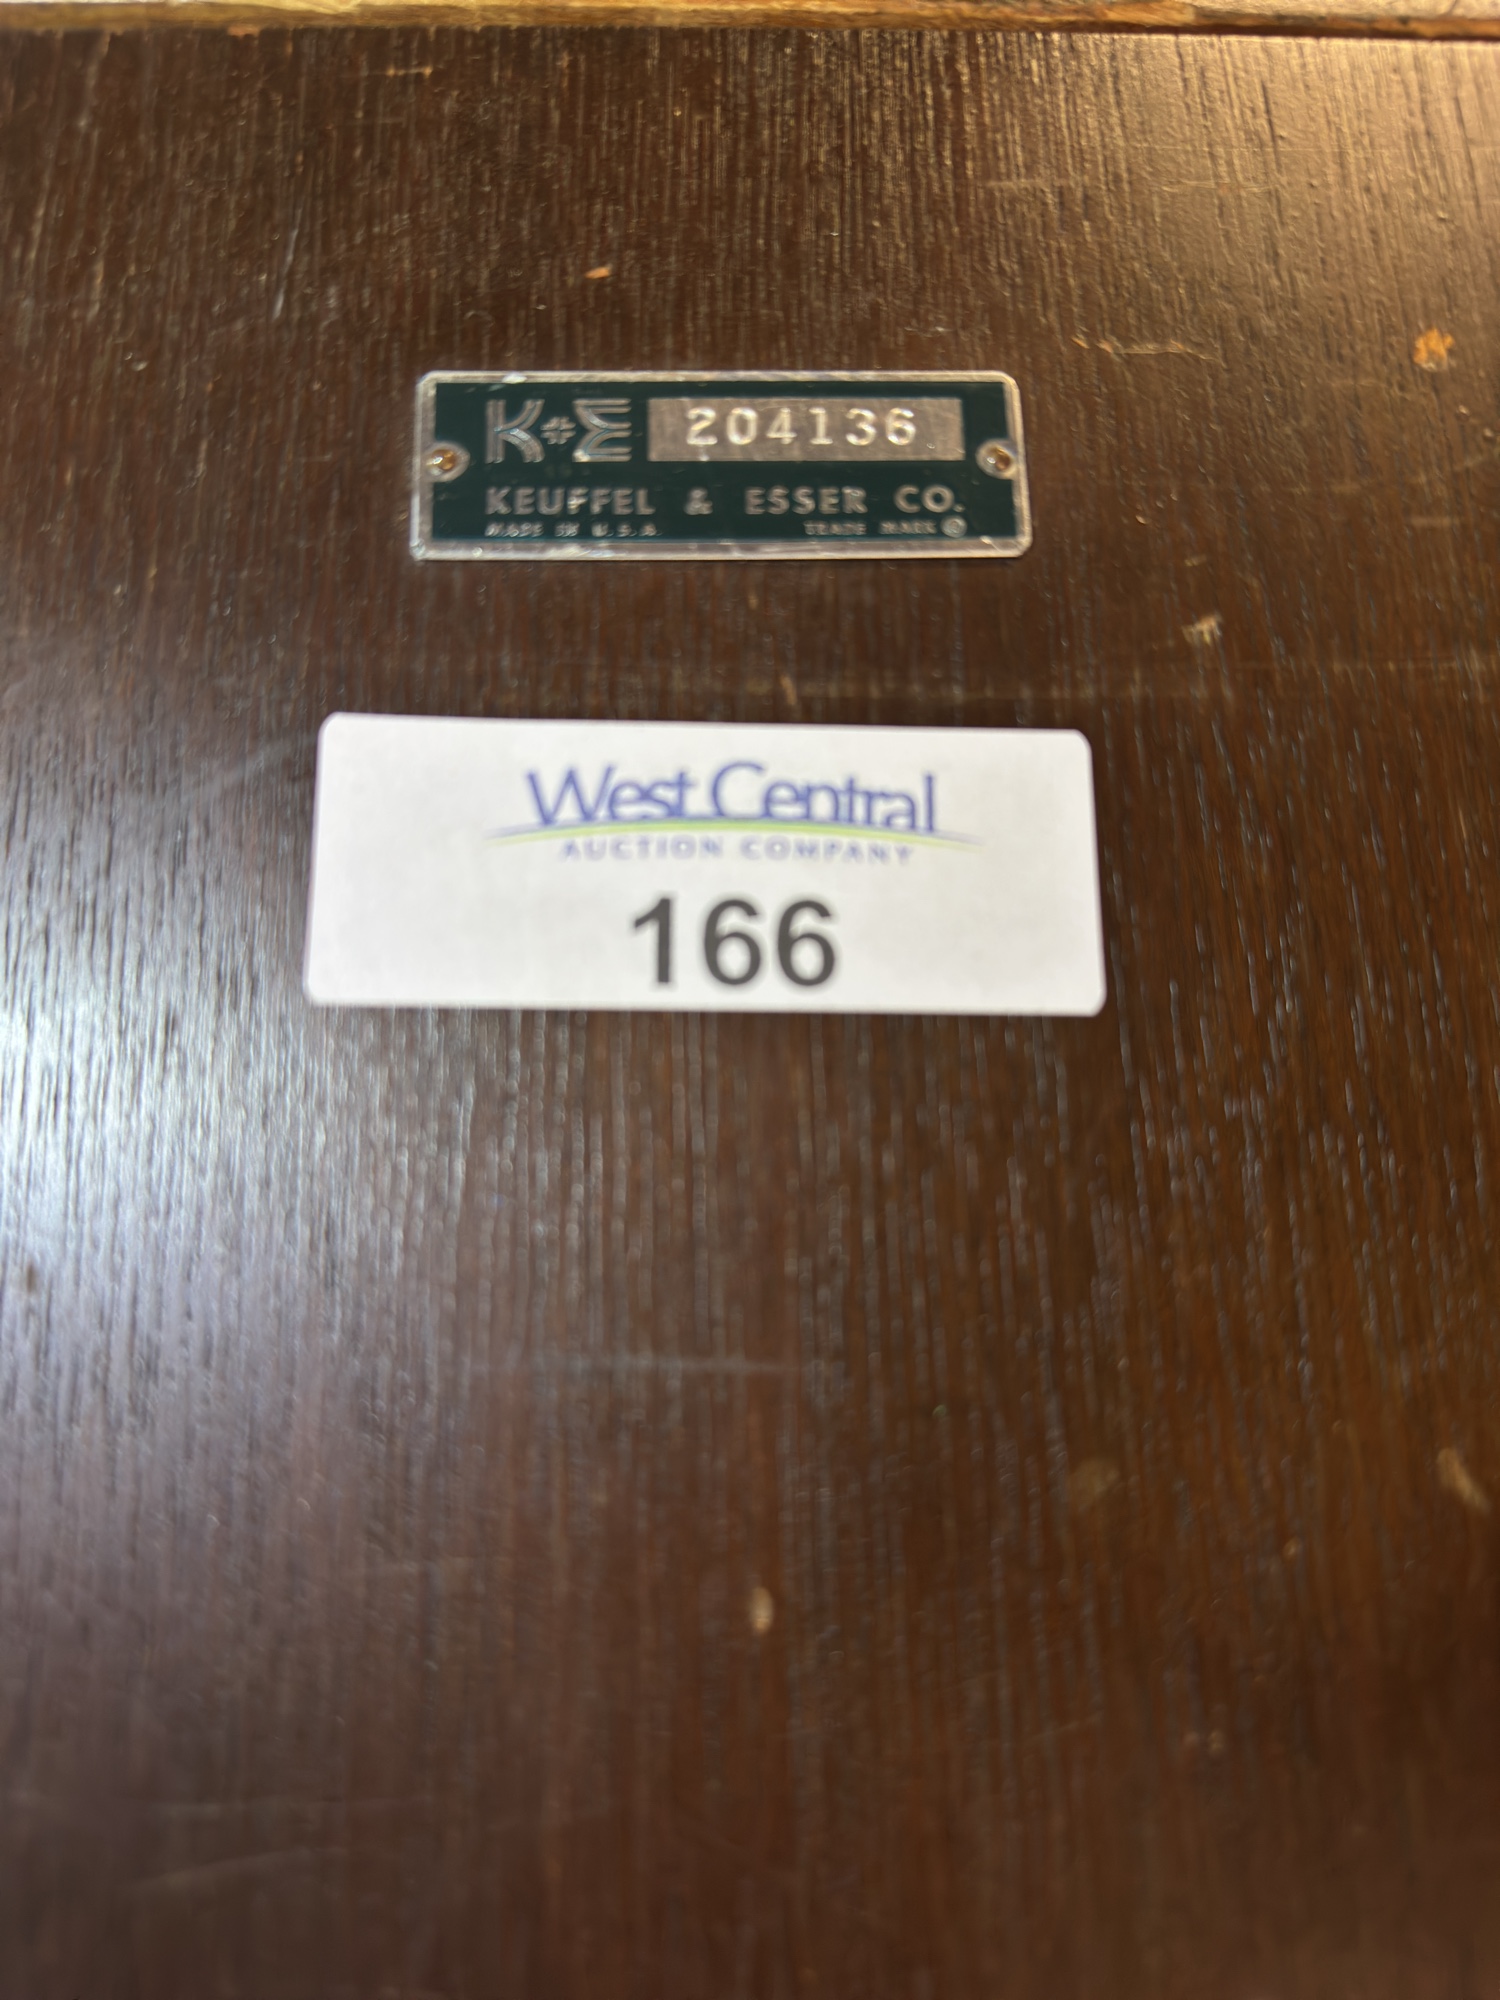 K+E 204136
KEUFFEL & ESSER CO.
MADE IN U.S.A. TRADE MARK ®
West Central
AUCTION COMPANY
166